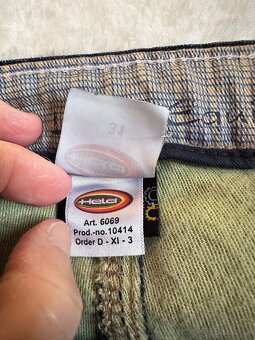 31
Held
Art. 6069
Prod.-no. 10414
Order D - XI - 3